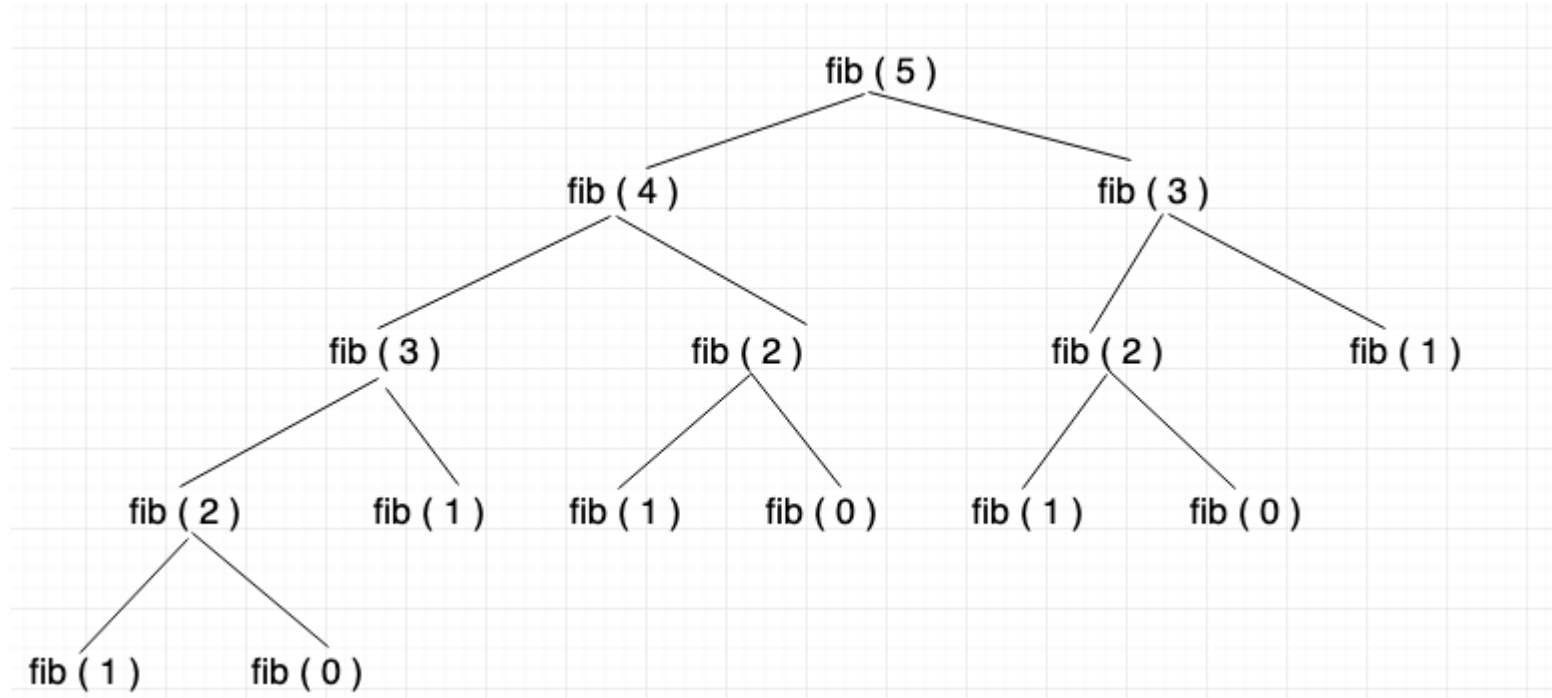 fib ( 5 )
fib ( 4 ) fib ( 3 )
fib ( 3 ) fib ( 2 ) fib ( 2 ) fib ( 1 )
fib ( 2 ) fib ( 1 ) fib ( 1 ) fib ( 0 ) fib ( 1 ) fib ( 0 )
fib ( 1 ) fib ( 0 )